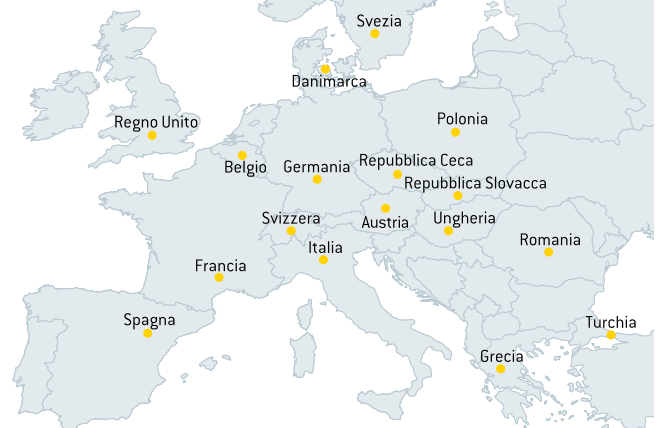 Svezia
Danimarca
Regno Unito
Polonia
Belgio
Germania
Repubblica Ceca
Repubblica Slovacca
Svizzera
Austria
Ungheria
Italia
Romania
Francia
Spagna
Turchia
Grecia